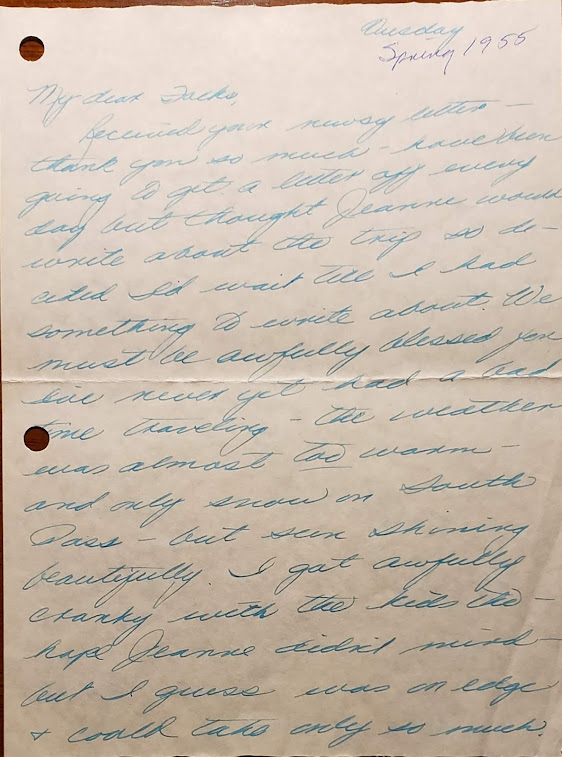 Tuesday
Spring 1955
My dear Folks,
Received your newsy letter -
thank you so much - have been
going to get a letter off every
day but thought Jeanne would
write about the trip so de-
cided I'd wait till I had
something to write about. We
must be awfully blessed
I've never yet had a bad
time traveling - the weather
was almost too warm -
and only snow on South
Pass - but sun shining
beautifully. I got awfully
cranky with the kids tho -
hope Jeanne didn't mind -
but I guess was on edge
+ could take only so much.